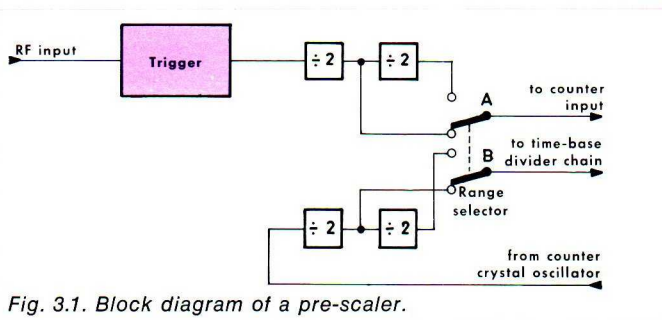 RF input
Trigger
÷ 2
÷ 2
A
to counter
input
to time-base
divider chain
B
Range
selector
÷ 2
÷ 2
from counter
crystal oscillator
Fig. 3.1. Block diagram of a pre-scaler.